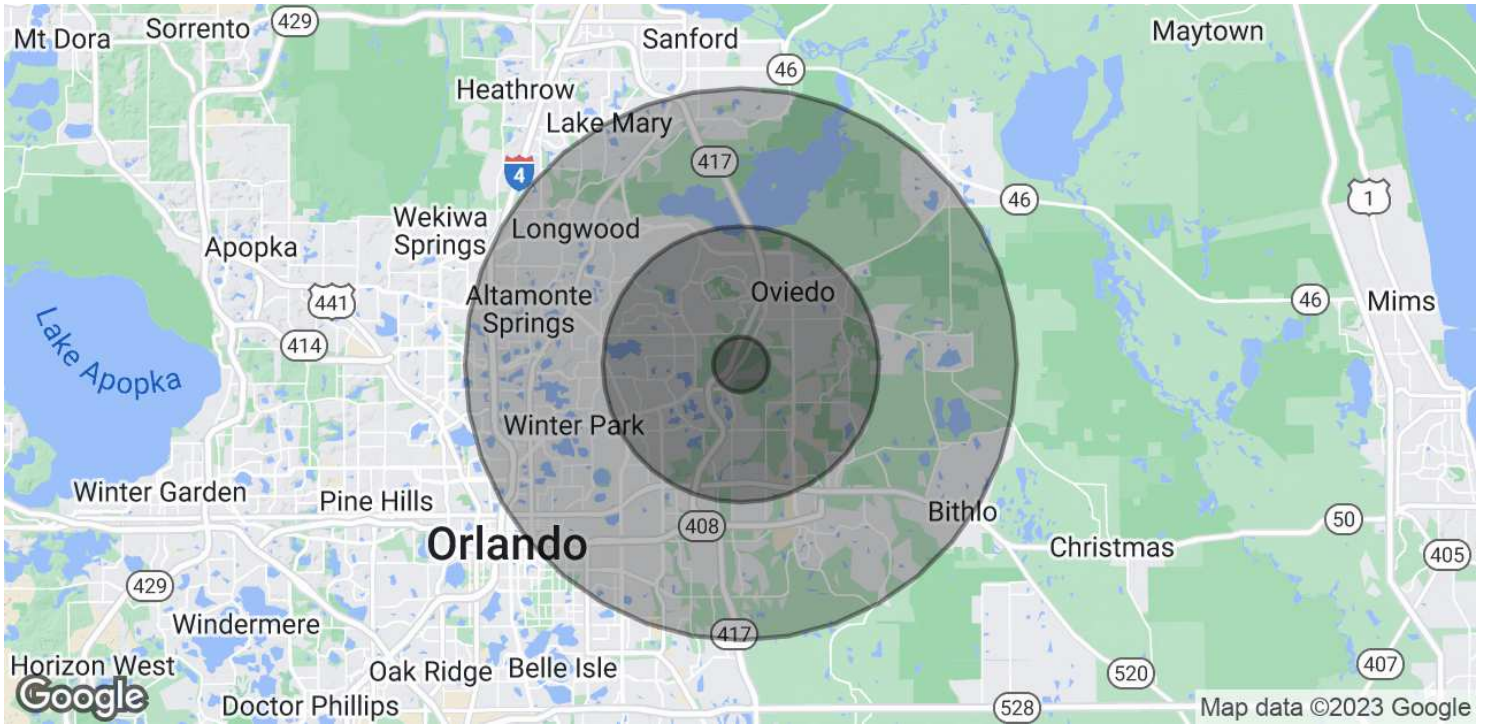 429
Sorrento
Mt Dora
Sanford
Maytown
46
Heathrow
Lake Mary
417
4
46
1
Wekiwa
Springs
Longwood
Apopka
441
Altamonte
Springs
Oviedo
46
Mims
Lake Apopka
414
Winter Park
Winter Garden
Pine Hills
Bithlo
408
50
Orlando
Christmas
405
429
Windermere
417
Horizon West
Oak Ridge
Belle Isle
520
407
Google
Doctor Phillips
528
Map data ©2023 Google